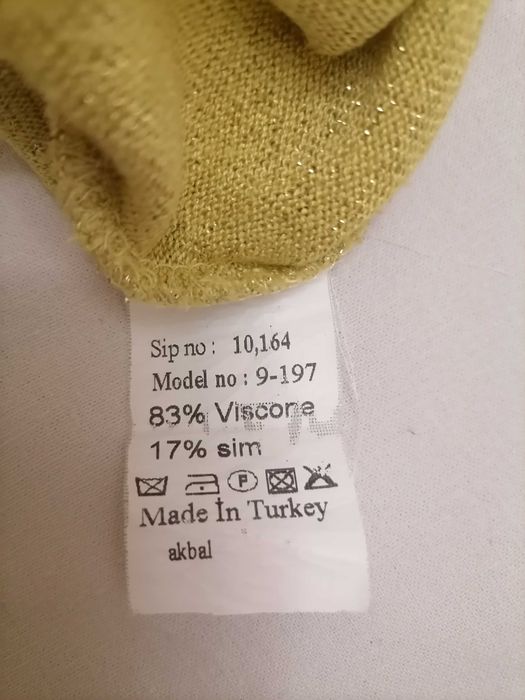 Sip no : 10,164
Model no : 9-197
83% Viscone
17% sim
P
Made İn Turkey
akbal